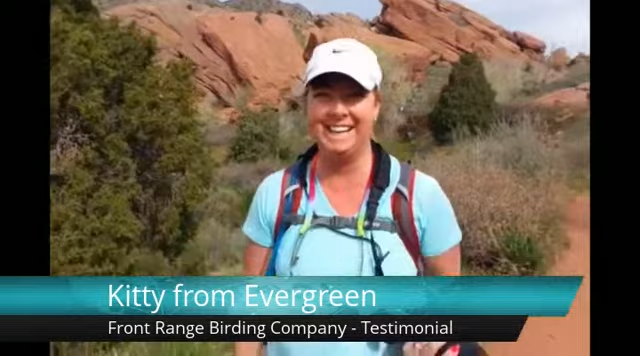 Kitty from Evergreen
Front Range Birding Company - Testimonial